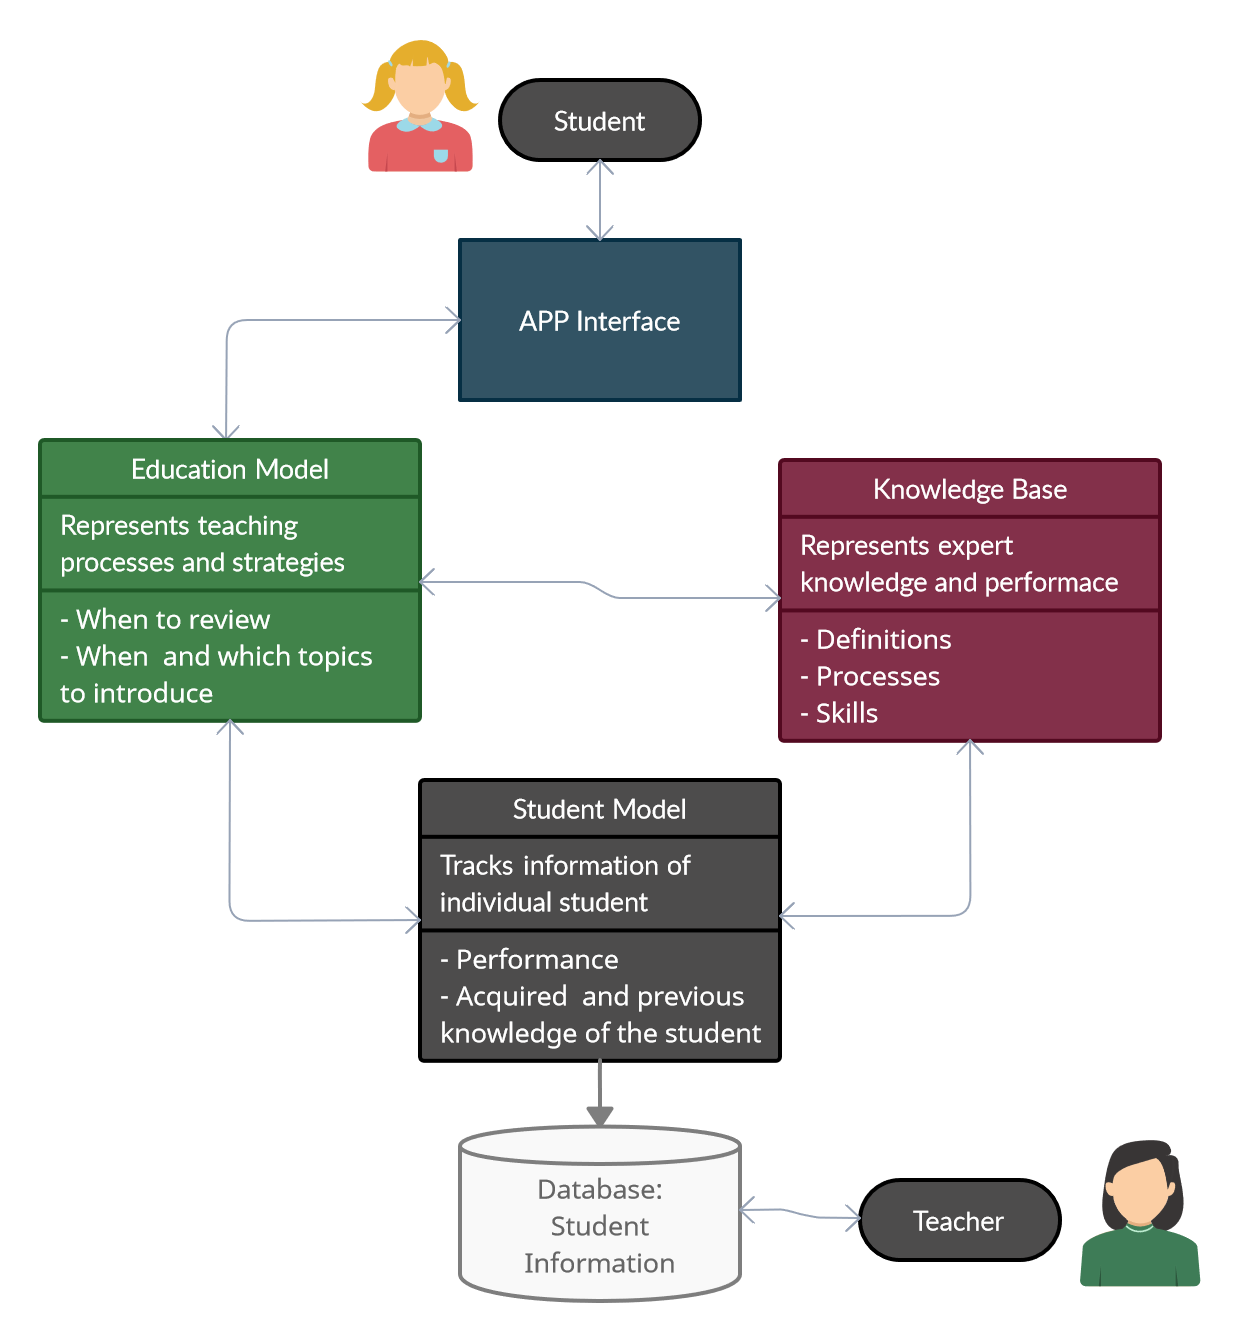 Student
APP Interface
Education Model
Represents teaching
processes and strategies
- When to review
- When  and which topics
to introduce
Knowledge Base
Represents expert
knowledge and performace
- Definitions
- Processes
- Skills
Student Model
Tracks information of
individual student
- Performance
- Acquired  and previous
knowledge of the student
Database:
Student
Information
Teacher